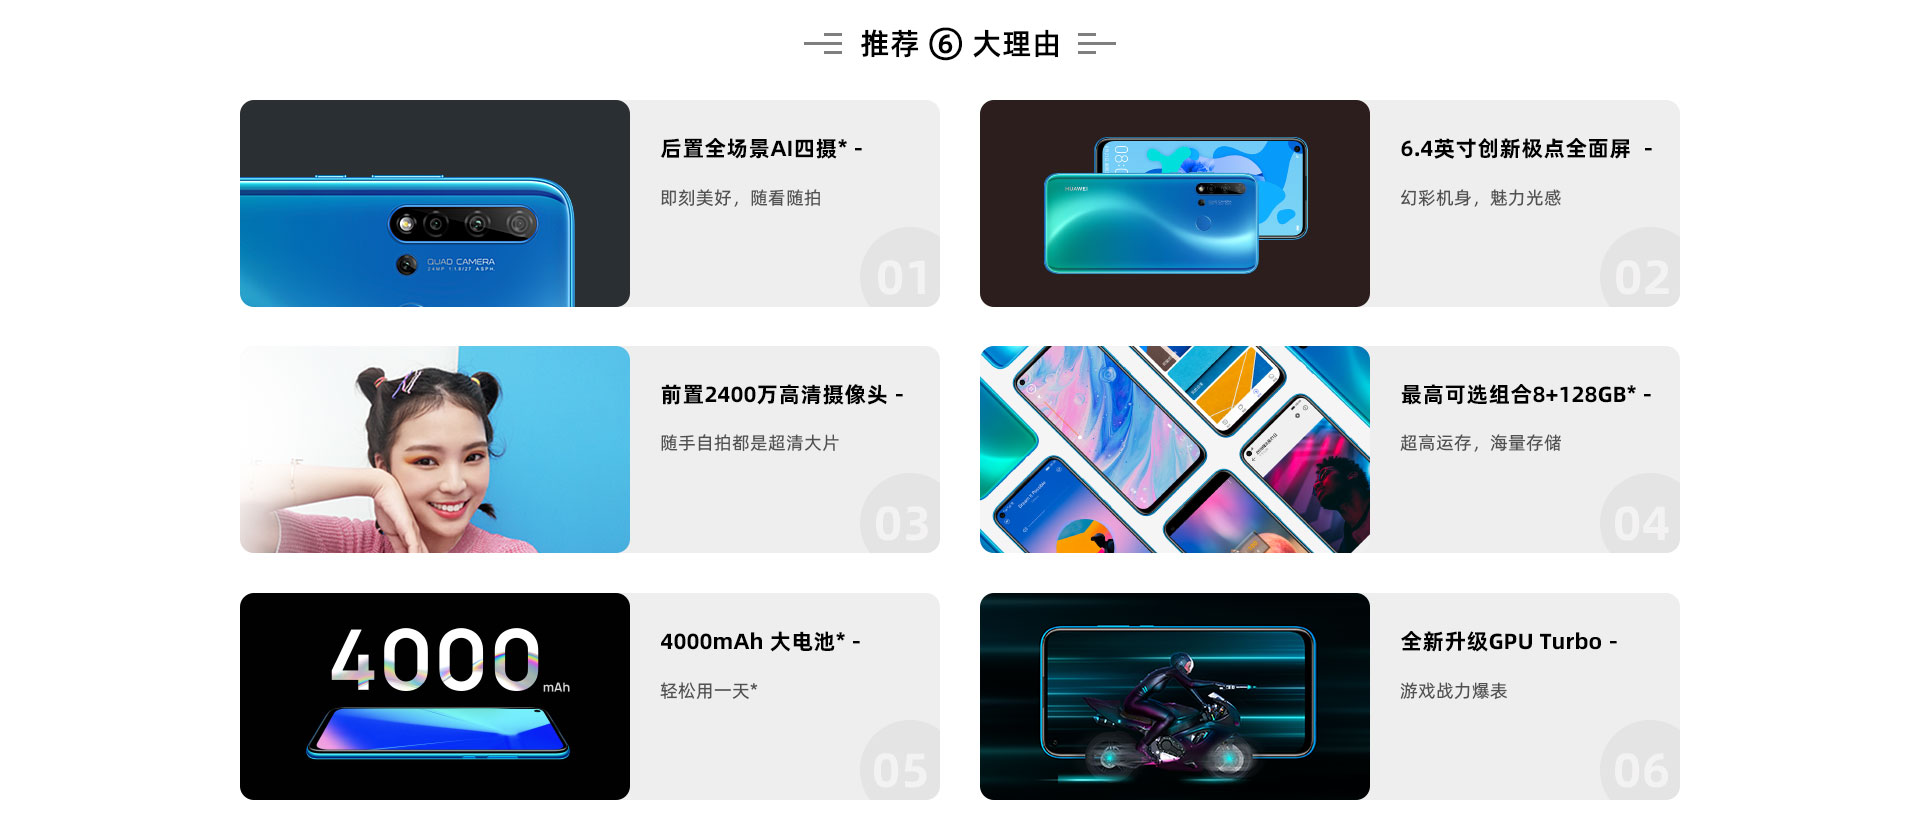 推荐 ⑥ 大理由
后置全场景AI四摄* -
即刻美好，随看随拍
QUAD CAMERA
01
6.4英寸创新极点全面屏 -
幻彩机身，魅力光感
08:0
HUAWEI
02
前置2400万高清摄像头 -
随手自拍都是超清大片
03
最高可选组合8+128GB* -
超高运存，海量存储
04
4000mAh 大电池* -
轻松用一天*
4000mAh
05
全新升级GPU Turbo -
游戏战力爆表
06